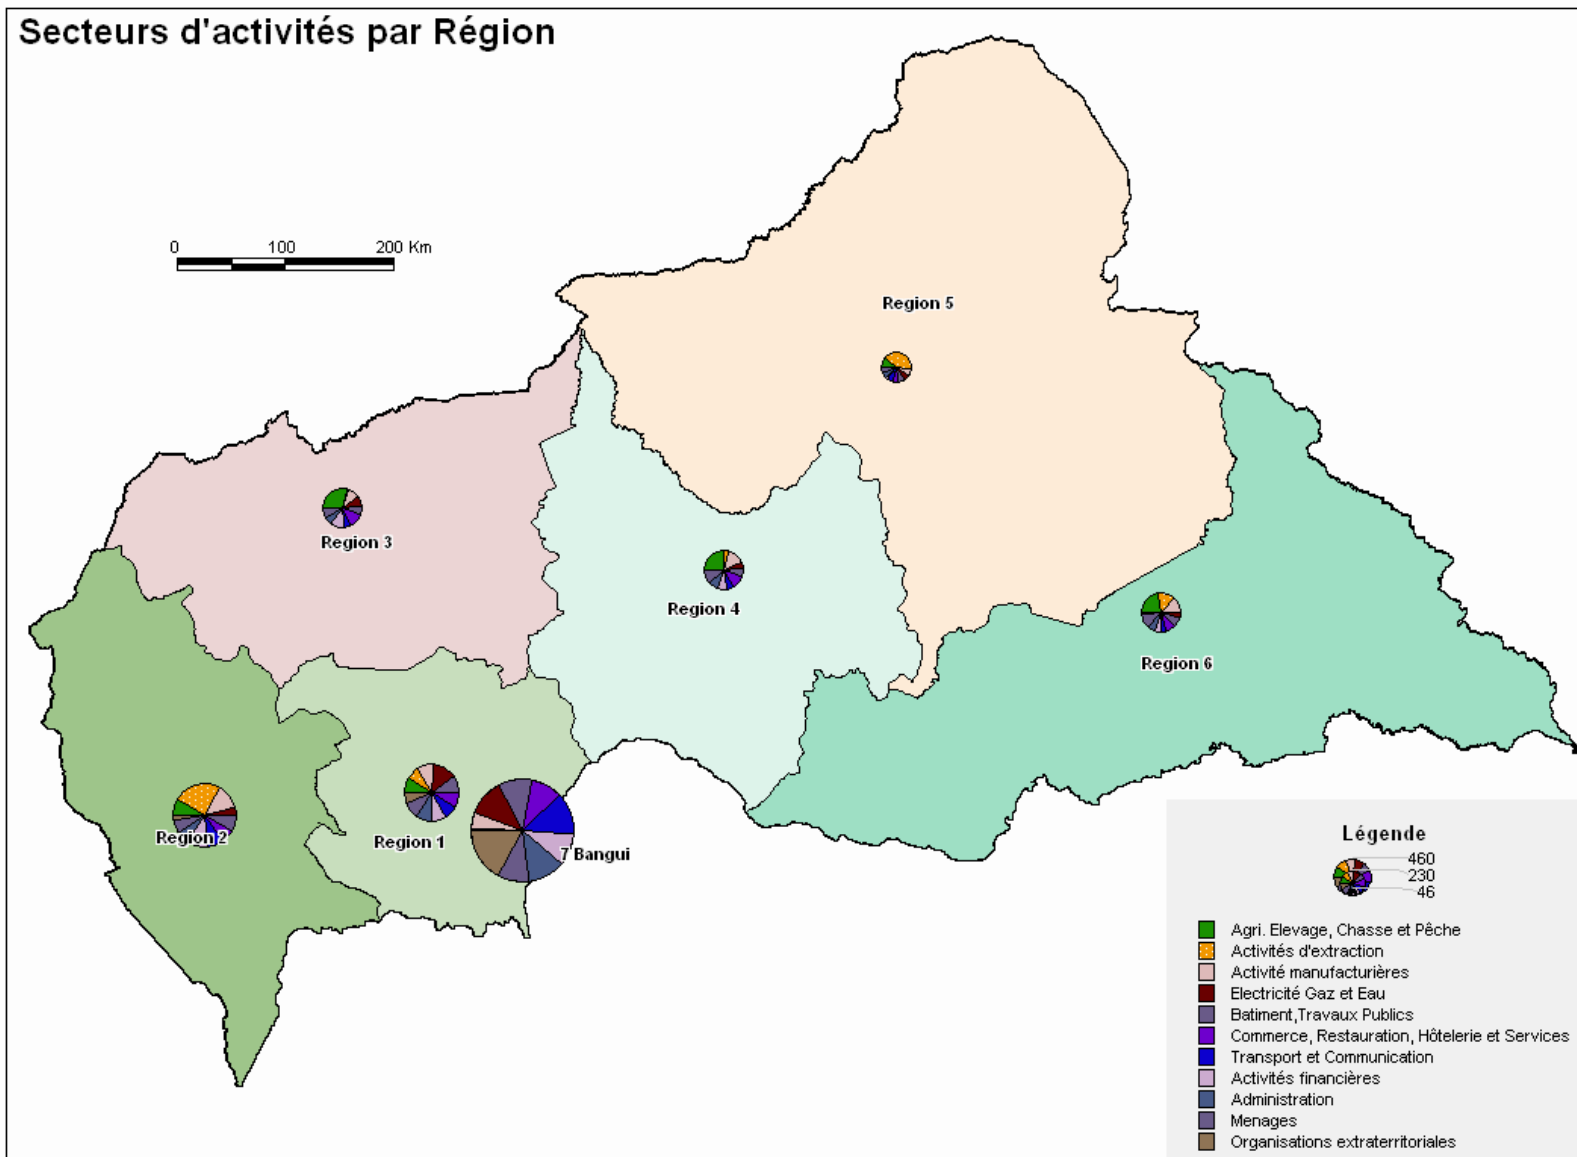 Secteurs d'activités par Région
0 100 200 Km
Region 5
Region 3
Region 4
Region 6
Region 2
Region 1
7 Bangui
Légende
460
230
46
Agri. Elevage, Chasse et Pêche
Activités d'extraction
Activité manufacturières
Electricité Gaz et Eau
Batiment,Travaux Publics
Commerce, Restauration, Hôtelerie et Services
Transport et Communication
Activités financières
Administration
Menages
Organisations extraterritoriales